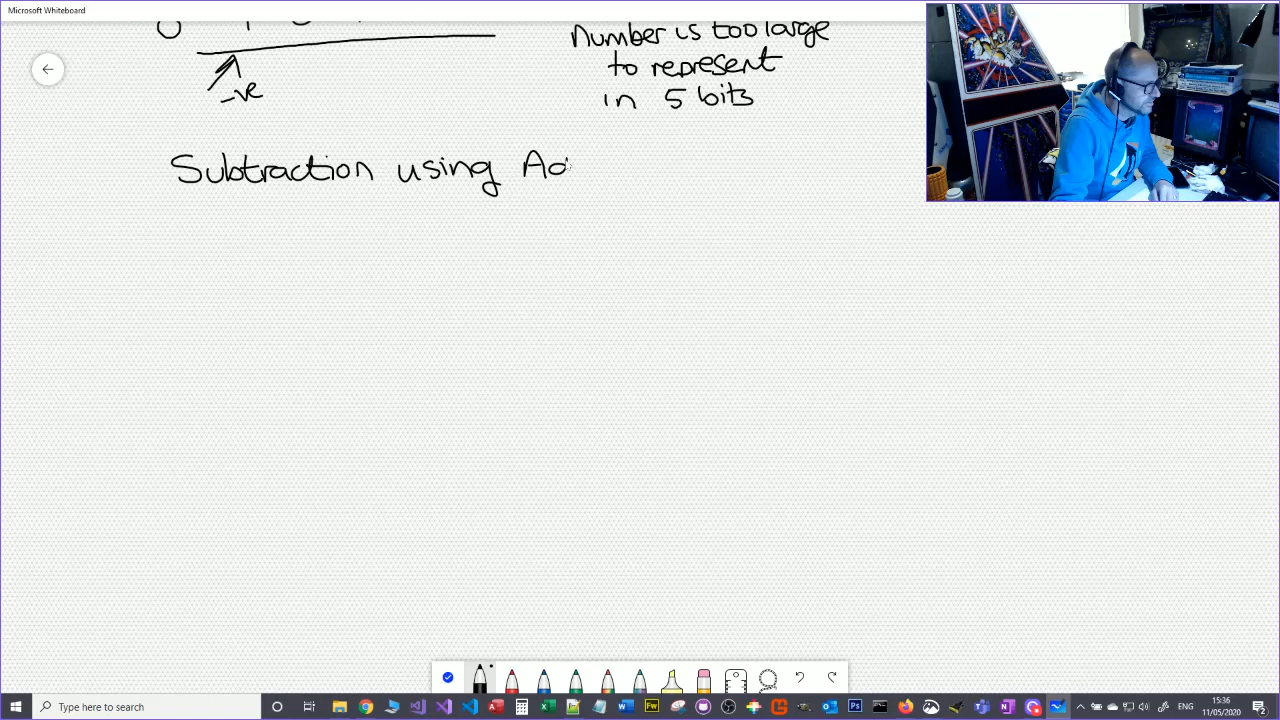 Microsoft Whiteboard
Number is too large
to represent
in 5 bits
-ve
Subtraction using Ad
Type here to search
ENG
15:36
11/05/2020